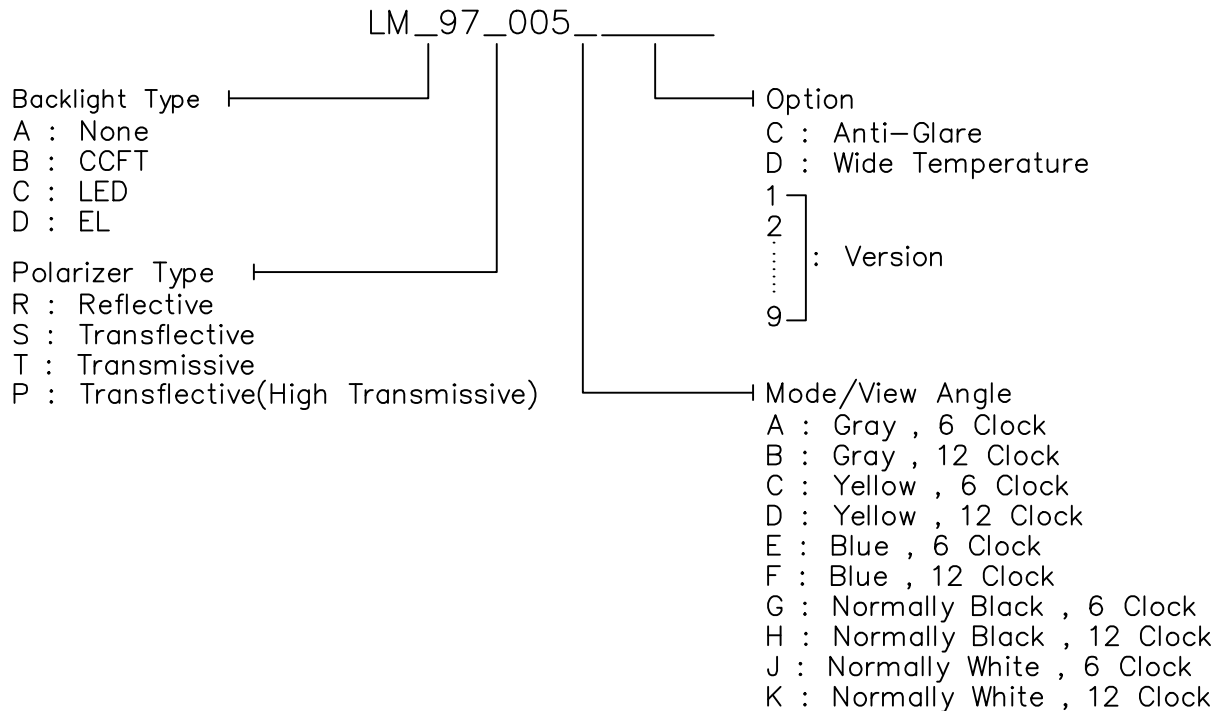 LM_97_005_ ______
Backlight Type
A : None
B : CCFT
C : LED
D : EL
Polarizer Type
R : Reflective
S : Transflective
T : Transmissive
P : Transflective(High Transmissive)
Option
C : Anti-Glare
D : Wide Temperature
1
2
: Version
9
Mode/View Angle
A : Gray , 6 Clock
B : Gray , 12 Clock
C : Yellow , 6 Clock
D : Yellow , 12 Clock
E : Blue , 6 Clock
F : Blue , 12 Clock
G : Normally Black , 6 Clock
H : Normally Black , 12 Clock
J : Normally White , 6 Clock
K : Normally White , 12 Clock